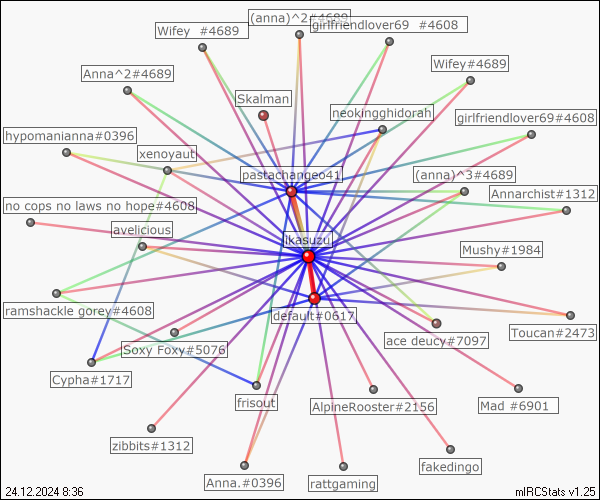 (anna)^2#4689
Wifey  #4689
girlfriendlover69  #4608
Anna^2#4689
Wifey#4689
Skalman
neokingghidorah
girlfriendlover69#4608
hypomanianna#0396
xenoyaut
pastachangeo41
(anna)^3#4689
Annarchist#1312
no cops no laws no hope#4608
avelicious
ikasuzu
Mushy#1984
ramshackle gorey#4608
default#0617
Toucan#2473
Soxy Foxy#5076
ace deucy#7097
Cypha#1717
frisout
AlpineRooster#2156
Mad #6901
zibbits#1312
fakedingo
Anna.#0396
rattgaming
24.12.2024 8:36
mIRCStats v1.25